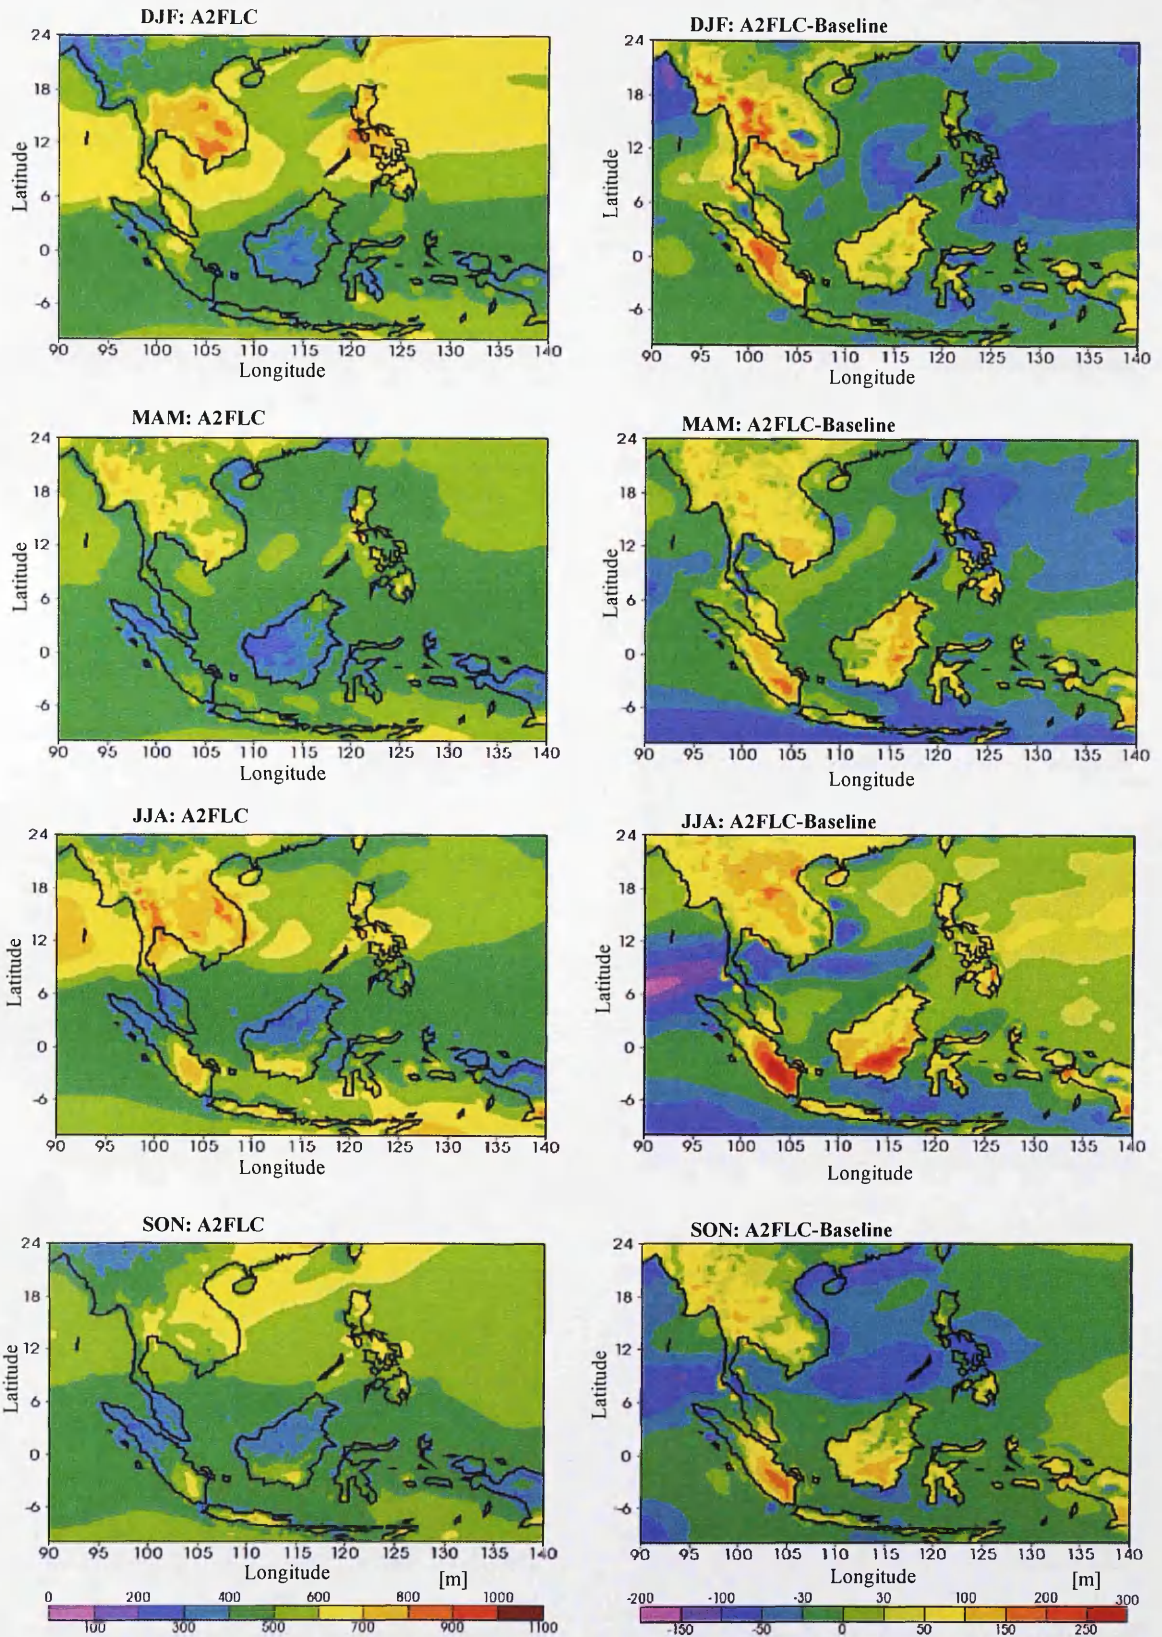 DJF: A2FLC
24
18
12
6
0
-6
Latitude
90 95 100 105 110 115 120 125 130 135 140
Longitude
DJF: A2FLC-Baseline
24
18
12
6
0
-6
Latitude
90 95 100 105 110 115 120 125 130 135 140
Longitude
MAM: A2FLC
24
18
12
6
0
-6
Latitude
90 95 100 105 110 115 120 125 130 135 140
Longitude
MAM: A2FLC-Baseline
24
18
12
6
0
-6
Latitude
90 95 100 105 110 115 120 125 130 135 140
Longitude
JJA: A2FLC
24
18
12
6
0
-6
Latitude
90 95 100 105 110 115 120 125 130 135 140
Longitude
JJA: A2FLC-Baseline
24
18
12
6
0
-6
Latitude
90 95 100 105 110 115 120 125 130 135 140
Longitude
SON: A2FLC
24
18
12
6
0
-6
Latitude
90 95 100 105 110 115 120 125 130 135 140
Longitude
[m]
0 200 400 600 800 1000
100 300 500 700 900 1100
SON: A2FLC-Baseline
24
18
12
6
0
-6
Latitude
90 95 100 105 110 115 120 125 130 135 140
Longitude
[m]
-200 -100 -30 30 100 200 300
-150 -50 0 50 150 250